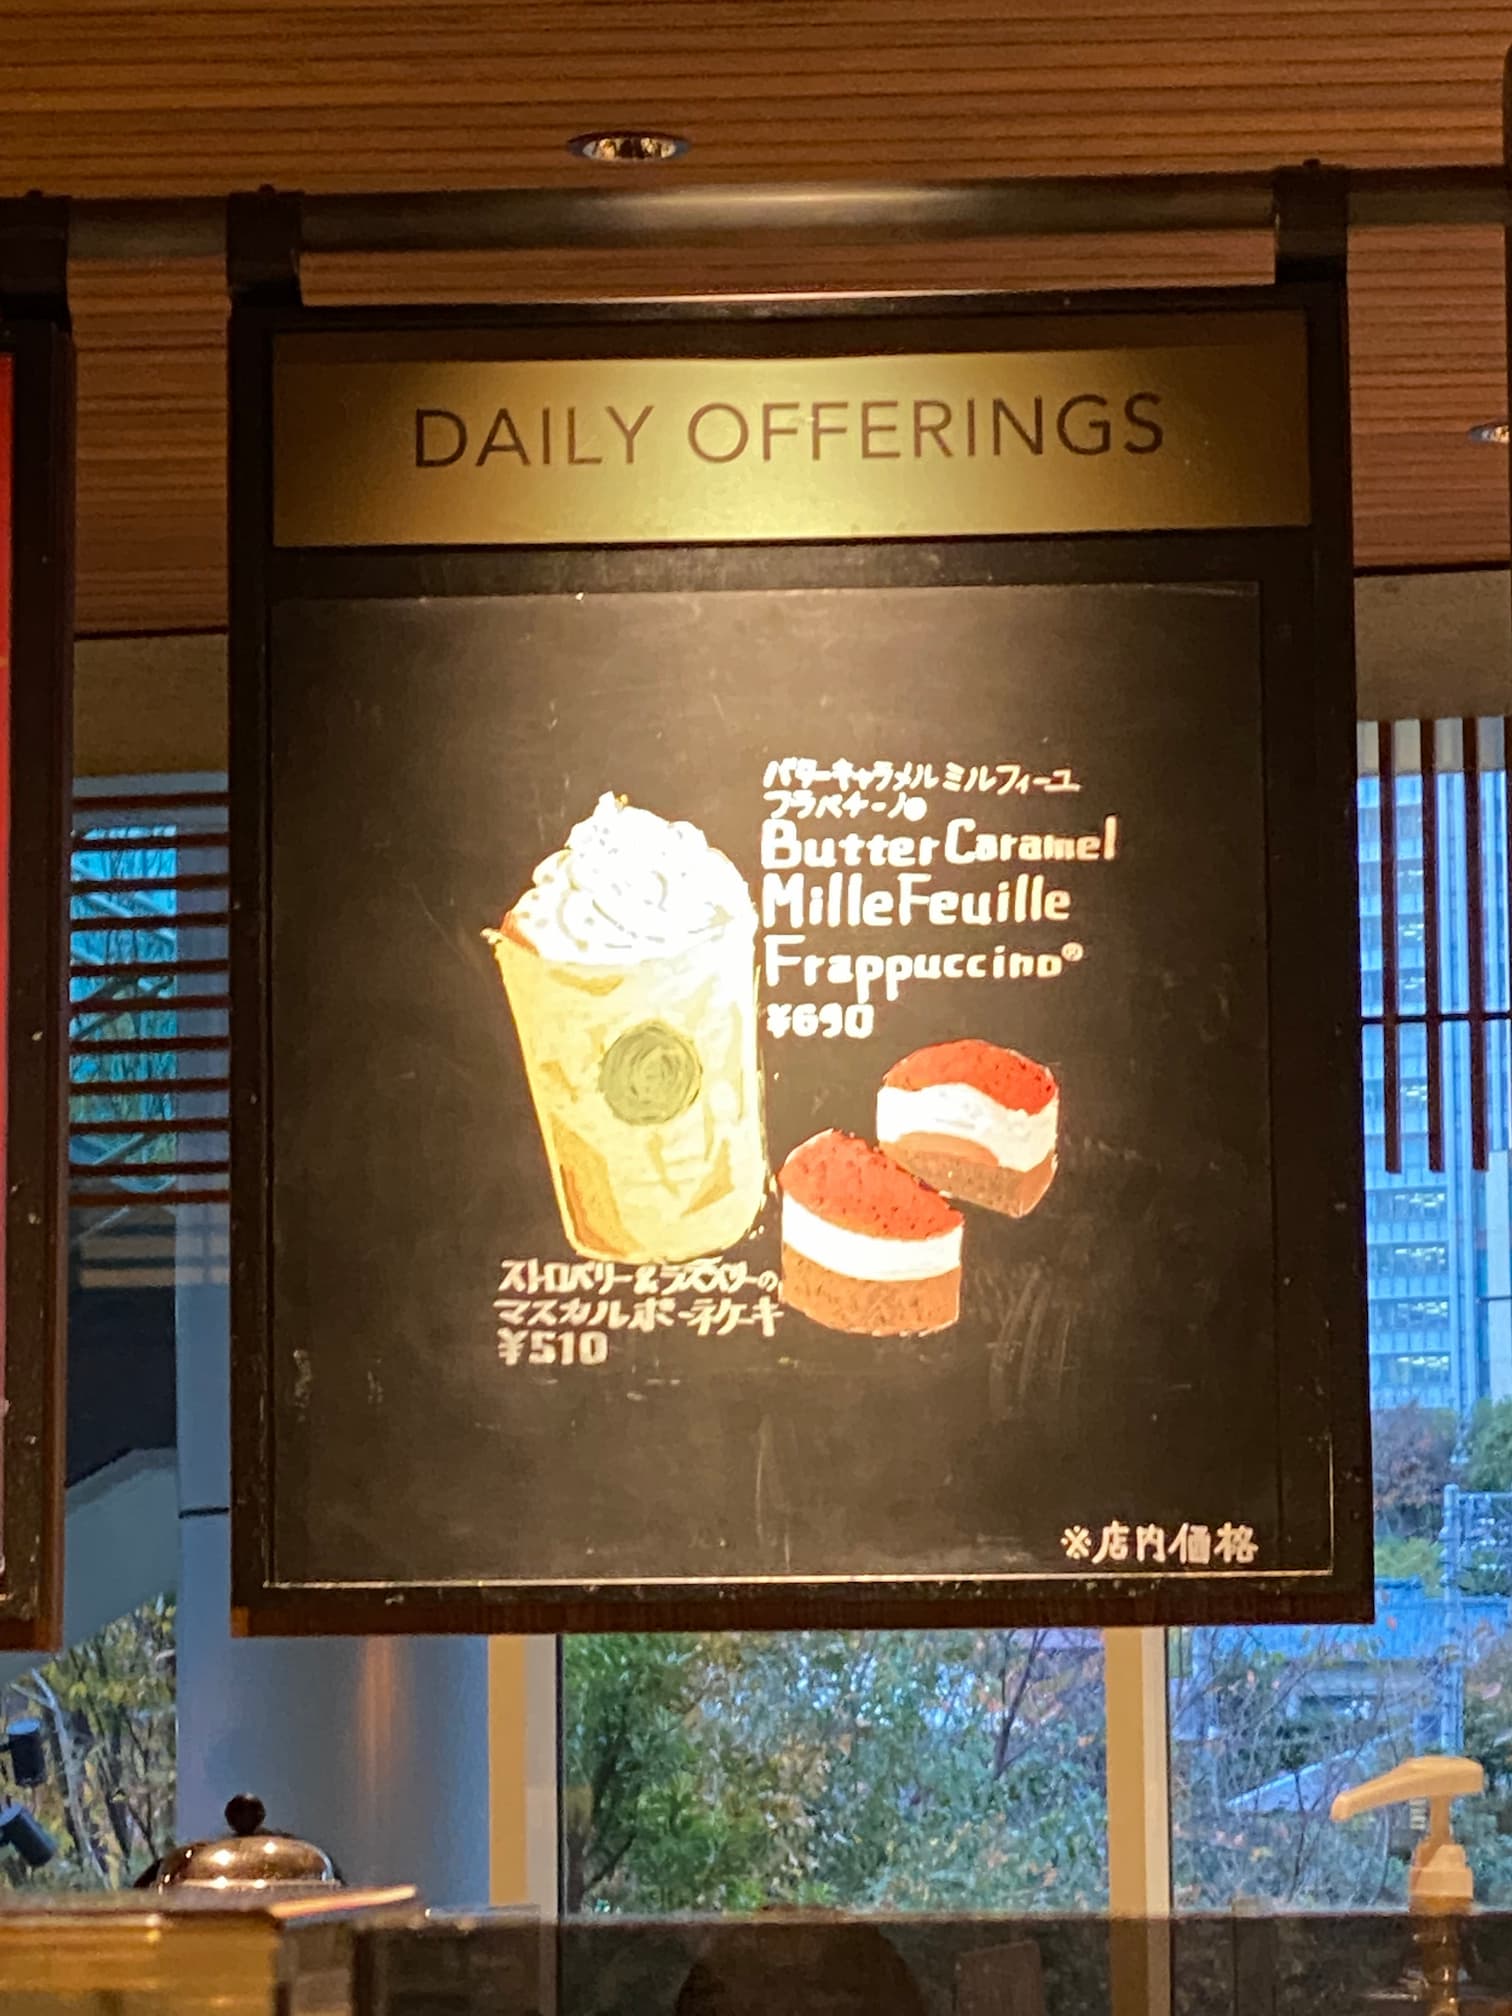 DAILY OFFERINGS
バターキャラメル ミルフィーユ
フラペチーノ®
Butter Caramel
Mille Feuille
Frappuccino®
¥690
ストロベリー&ラズベリーの
マスカルポーネケーキ
¥510
※店内価格